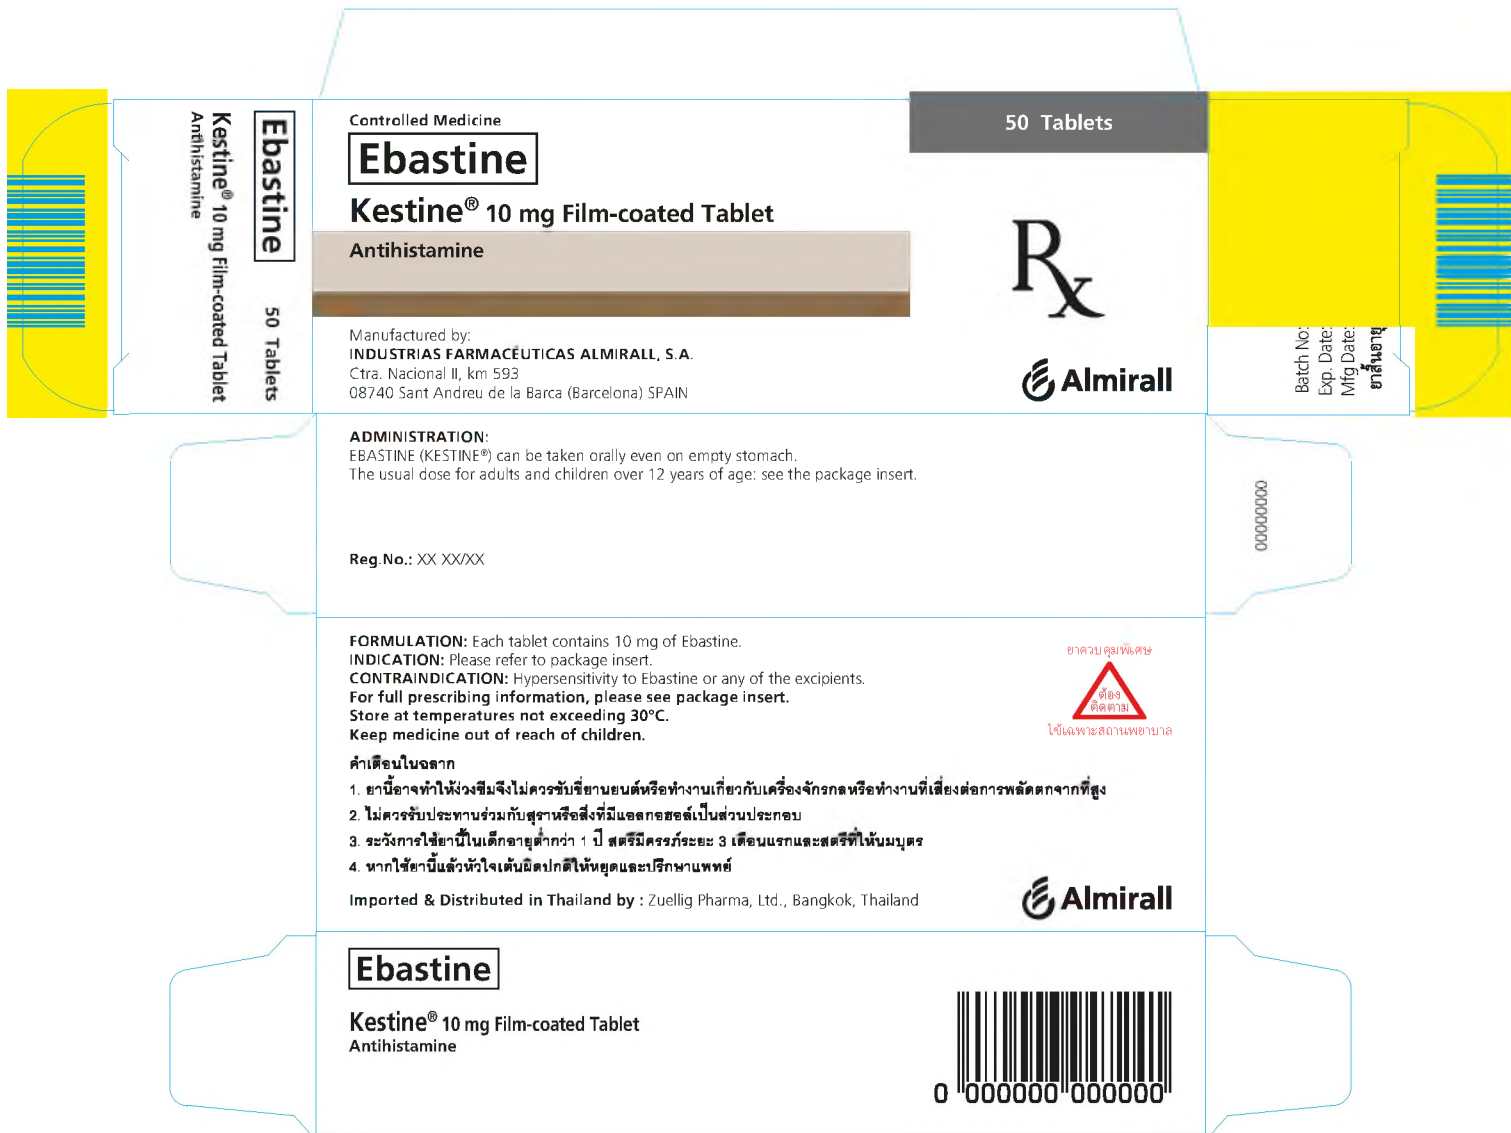 Controlled Medicine
Ebastine
Kestine® 10 mg Film-coated Tablet
Antihistamine
50 Tablets
Rx
Manufactured by:
INDUSTRIAS FARMACÉUTICAS ALMIRALL, S.A.
Ctra. Nacional II, km 593
08740 Sant Andreu de la Barca (Barcelona) SPAIN
Almirall
Ebastine
50 Tablets
Kestine® 10 mg Film-coated Tablet
Antihistamine
Batch No:
Exp. Date:
Mfg Date:
ยาสิ้นอายุ
ADMINISTRATION:
EBASTINE (KESTINE®) can be taken orally even on empty stomach.
The usual dose for adults and children over 12 years of age: see the package insert.
Reg.No.: XX XX/XX
00000000
FORMULATION: Each tablet contains 10 mg of Ebastine.
INDICATION: Please refer to package insert.
CONTRAINDICATION: Hypersensitivity to Ebastine or any of the excipients.
For full prescribing information, please see package insert.
Store at temperatures not exceeding 30°C.
Keep medicine out of reach of children.
ยาควบคุมพิเศษ
ต้อง
ติดตาม
ใช้เฉพาะสถานพยาบาล
คำเตือนในฉลาก
1. ยานี้อาจทำให้ง่วงซึมจึงไม่ควรขับขี่ยานยนต์หรือทำงานเกี่ยวกับเครื่องจักรกลหรือทำงานที่เสี่ยงต่อการพลัดตกจากที่สูง
2. ไม่ควรรับประทานร่วมกับสุราหรือสิ่งที่มีแอลกอฮอล์เป็นส่วนประกอบ
3. ระวังการใช้ยานี้ในเด็กอายุต่ำกว่า 1 ปี สตรีมีครรภ์ระยะ 3 เดือนแรกและสตรีที่ให้นมบุตร
4. หากใช้ยานี้แล้วหัวใจเต้นผิดปกติให้หยุดและปรึกษาแพทย์
Imported & Distributed in Thailand by : Zuellig Pharma, Ltd., Bangkok, Thailand
Almirall
Ebastine
Kestine® 10 mg Film-coated Tablet
Antihistamine
0 000000 000000